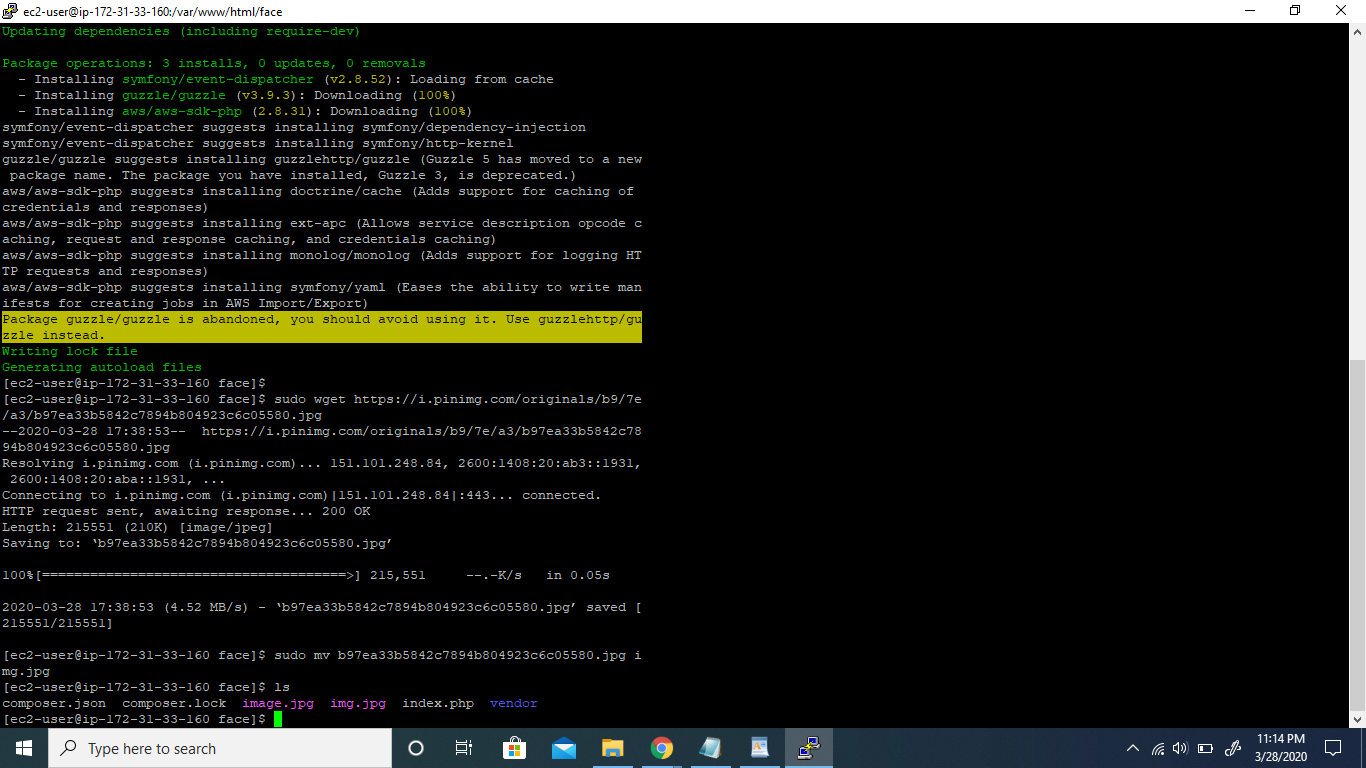 ec2-user@ip-172-31-33-160:/var/www/html/face
Updating dependencies (including require-dev)
Package operations: 3 installs, 0 updates, 0 removals
  - Installing symfony/event-dispatcher (v2.8.52): Loading from cache
  - Installing guzzle/guzzle (v3.9.3): Downloading (100%)
  - Installing aws/aws-sdk-php (2.8.31): Downloading (100%)
symfony/event-dispatcher suggests installing symfony/dependency-injection
symfony/event-dispatcher suggests installing symfony/http-kernel
guzzle/guzzle suggests installing guzzlehttp/guzzle (Guzzle 5 has moved to a new
 package name. The package you have installed, Guzzle 3, is deprecated.)
aws/aws-sdk-php suggests installing doctrine/cache (Adds support for caching of
credentials and responses)
aws/aws-sdk-php suggests installing ext-apc (Allows service description opcode c
aching, request and response caching, and credentials caching)
aws/aws-sdk-php suggests installing monolog/monolog (Adds support for logging HT
TP requests and responses)
aws/aws-sdk-php suggests installing symfony/yaml (Eases the ability to write man
ifests for creating jobs in AWS Import/Export)
Package guzzle/guzzle is abandoned, you should avoid using it. Use guzzlehttp/gu
zzle instead.
Writing lock file
Generating autoload files
[ec2-user@ip-172-31-33-160 face]$
[ec2-user@ip-172-31-33-160 face]$ sudo wget https://i.pinimg.com/originals/b9/7e
/a3/b97ea33b5842c7894b804923c6c05580.jpg
--2020-03-28 17:38:53--  https://i.pinimg.com/originals/b9/7e/a3/b97ea33b5842c78
94b804923c6c05580.jpg
Resolving i.pinimg.com (i.pinimg.com)... 151.101.248.84, 2600:1408:20:ab3::1931,
 2600:1408:20:aba::1931, ...
Connecting to i.pinimg.com (i.pinimg.com)|151.101.248.84|:443... connected.
HTTP request sent, awaiting response... 200 OK
Length: 215551 (210K) [image/jpeg]
Saving to: ‘b97ea33b5842c7894b804923c6c05580.jpg’
100%[======================================>] 215,551     --.-K/s   in 0.05s
2020-03-28 17:38:53 (4.52 MB/s) - ‘b97ea33b5842c7894b804923c6c05580.jpg’ saved [
215551/215551]
[ec2-user@ip-172-31-33-160 face]$ sudo mv b97ea33b5842c7894b804923c6c05580.jpg i
mg.jpg
[ec2-user@ip-172-31-33-160 face]$ ls
composer.json  composer.lock  image.jpg  img.jpg  index.php  vendor
[ec2-user@ip-172-31-33-160 face]$
Type here to search
11:14 PM
3/28/2020